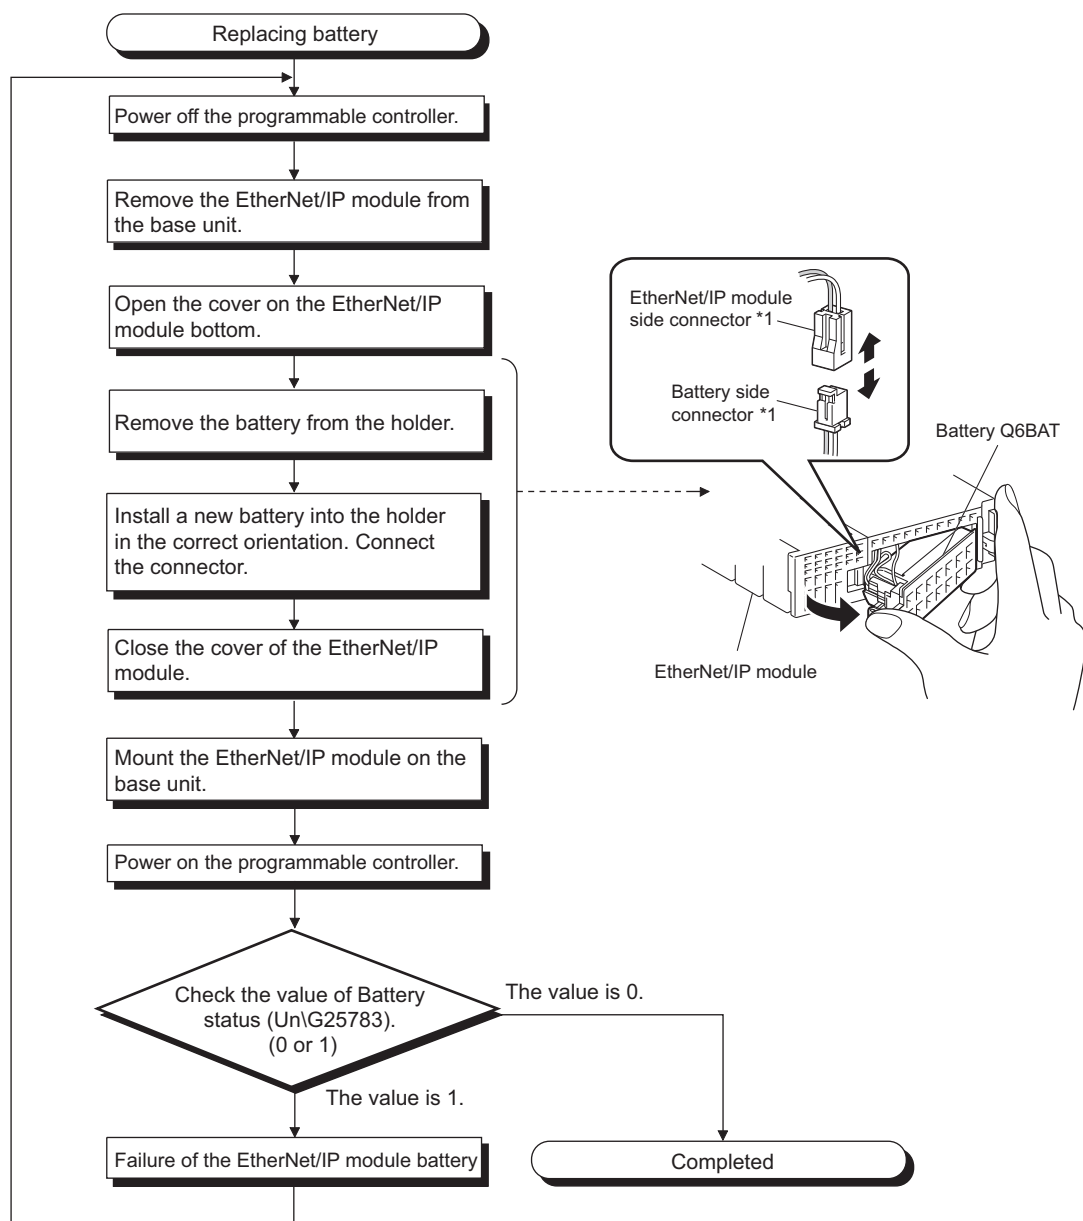 Replacing battery
Power off the programmable controller.
Remove the EtherNet/IP module from
the base unit.
Open the cover on the EtherNet/IP
module bottom.
Remove the battery from the holder.
Install a new battery into the holder
in the correct orientation. Connect
the connector.
Close the cover of the EtherNet/IP
module.
EtherNet/IP module
side connector *1
Battery side
connector *1
Battery Q6BAT
EtherNet/IP module
Mount the EtherNet/IP module on the
base unit.
Power on the programmable controller.
Check the value of Battery
status (Un\G25783).
(0 or 1)
The value is 0.
The value is 1.
Failure of the EtherNet/IP module battery
Completed